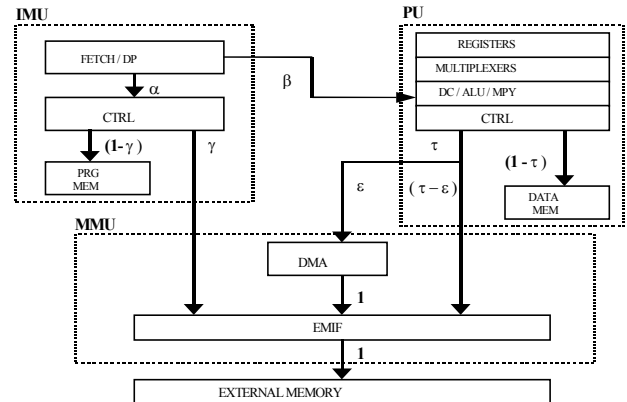 IMU
PU
FETCH / DP
REGISTERS
MULTIPLEXERS
β
α
DC / ALU / MPY
CTRL
CTRL
(1-γ)
γ
τ
(1-τ)
PRG
MEM
ε
(τ-ε)
DATA
MEM
MMU
DMA
1
EMIF
1
EXTERNAL MEMORY